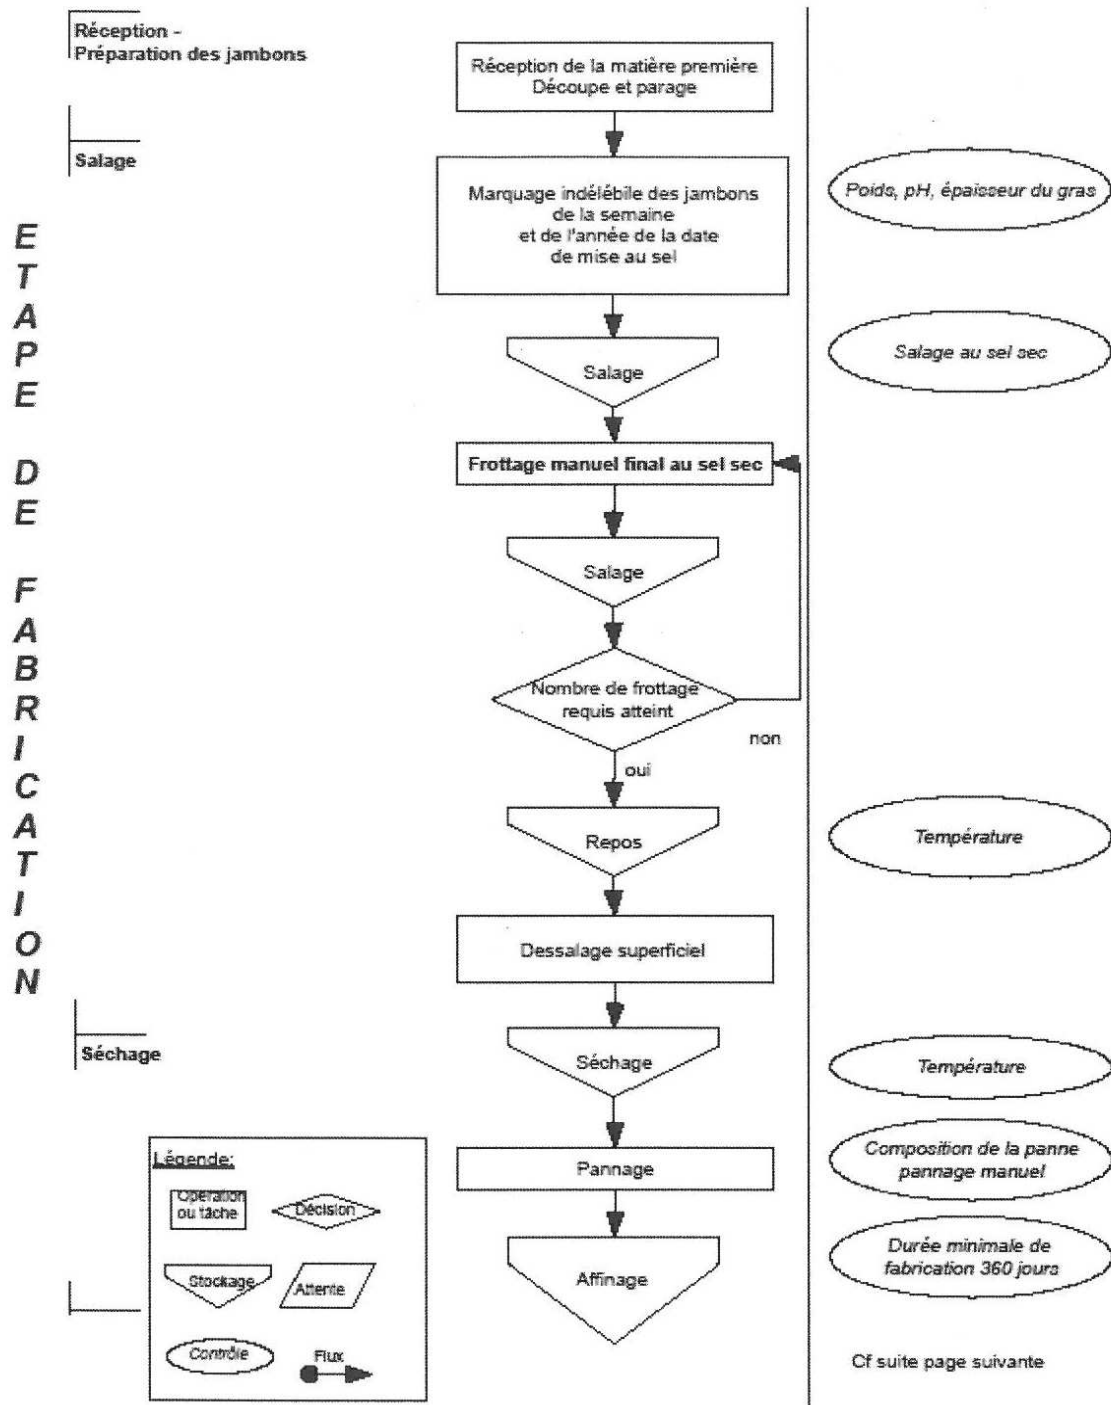 Réception -
Préparation des jambons
Réception de la matière première
Découpe et parage
Salage
Marquage indélébile des jambons
de la semaine
et de l'année de la date
de mise au sel
Poids, pH, épaisseur du gras
ETAPE DE FABRICATION
Salage
Salage au sel sec
Frottage manuel final au sel sec
Salage
Nombre de frottage
requis atteint
non
oui
Repos
Température
Dessalage superficiel
Séchage
Séchage
Température
Pannage
Composition de la panne
pannage manuel
Affinage
Durée minimale de
fabrication 360 jours
Légende:
Opération
ou tâche
Décision
Stockage
Attente
Contrôle
Flux
Cf suite page suivante